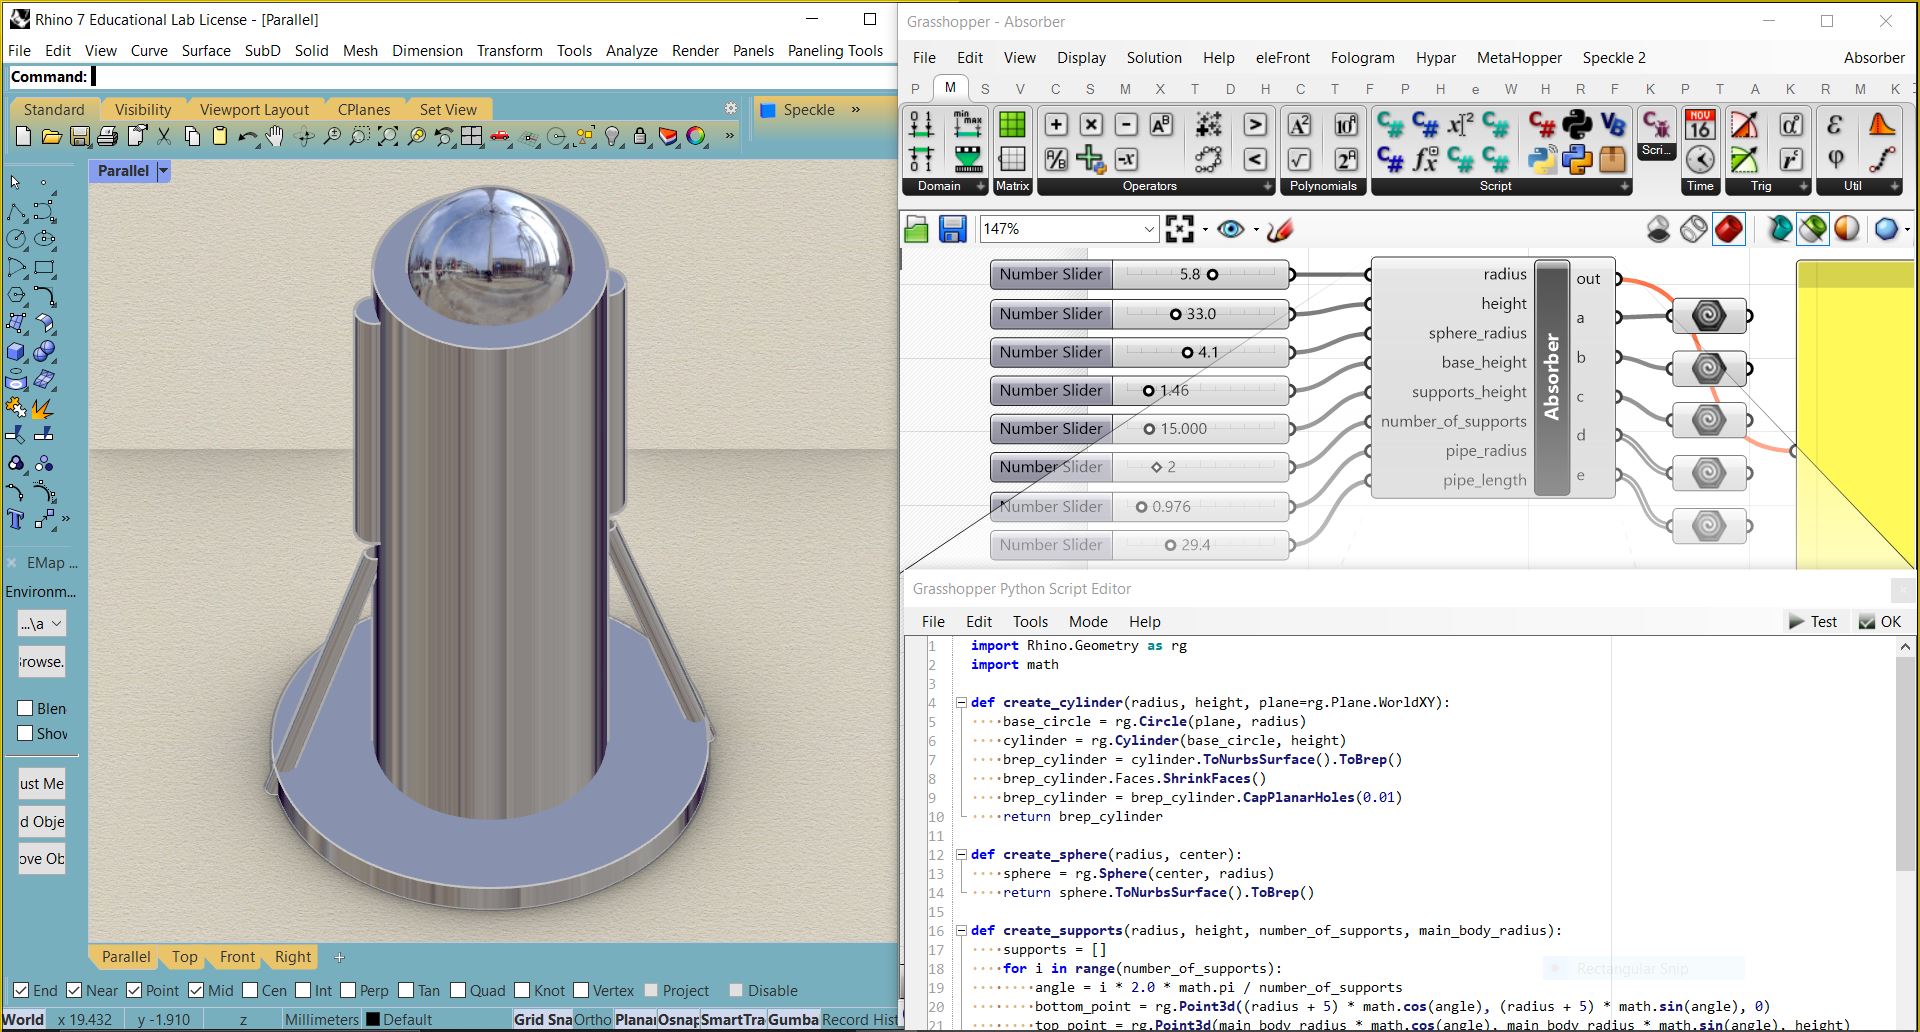 Rhino 7 Educational Lab License - [Parallel]
File Edit View Curve Surface SubD Solid Mesh Dimension Transform Tools Analyze Render Panels Paneling Tools
Command:
Standard Visibility Viewport Layout CPlanes Set View
Speckle »
»
Parallel
»
EMap ...
Environm...
...\a
Browse.
Blen
Show
ust Me
d Obje
ove Ob
Parallel Top Front Right
End Near Point Mid Cen Int Perp Tan Quad Knot Vertex Project Disable
World x 19.432 y -1.910 z Millimeters Default Grid Sna Ortho Planar Osnap SmartTra Gumba Record Hist
Grasshopper - Absorber
File Edit View Display Solution Help eleFront Fologram Hypar MetaHopper Speckle 2 Absorber
P M S V C S M X T D H C T F P H e W H R F K P T A K R M K
Domain Matrix Operators Polynomials Script Scri... Time Trig Util
NOV
16
147%
Number Slider 5.8
Number Slider 33.0
Number Slider 4.1
Number Slider 1.46
Number Slider 15.000
Number Slider 2
Number Slider 0.976
Number Slider 29.4
radius
height
sphere_radius
base_height
supports_height
number_of_supports
pipe_radius
pipe_length
Absorber
out
a
b
c
d
e
Grasshopper Python Script Editor
File Edit Tools Mode Help Test OK
1 import Rhino.Geometry as rg
2 import math
3
4 def create_cylinder(radius, height, plane=rg.Plane.WorldXY):
5 base_circle = rg.Circle(plane, radius)
6 cylinder = rg.Cylinder(base_circle, height)
7 brep_cylinder = cylinder.ToNurbsSurface().ToBrep()
8 brep_cylinder.Faces.ShrinkFaces()
9 brep_cylinder = brep_cylinder.CapPlanarHoles(0.01)
10 return brep_cylinder
11
12 def create_sphere(radius, center):
13 sphere = rg.Sphere(center, radius)
14 return sphere.ToNurbsSurface().ToBrep()
15
16 def create_supports(radius, height, number_of_supports, main_body_radius):
17 supports = []
18 for i in range(number_of_supports):
19 angle = i * 2.0 * math.pi / number_of_supports
20 bottom_point = rg.Point3d((radius + 5) * math.cos(angle), (radius + 5) * math.sin(angle), 0)
21 top_point = rg.Point3d(main_body_radius * math.cos(angle), main_body_radius * math.sin(angle), height)
Rectangular Snip